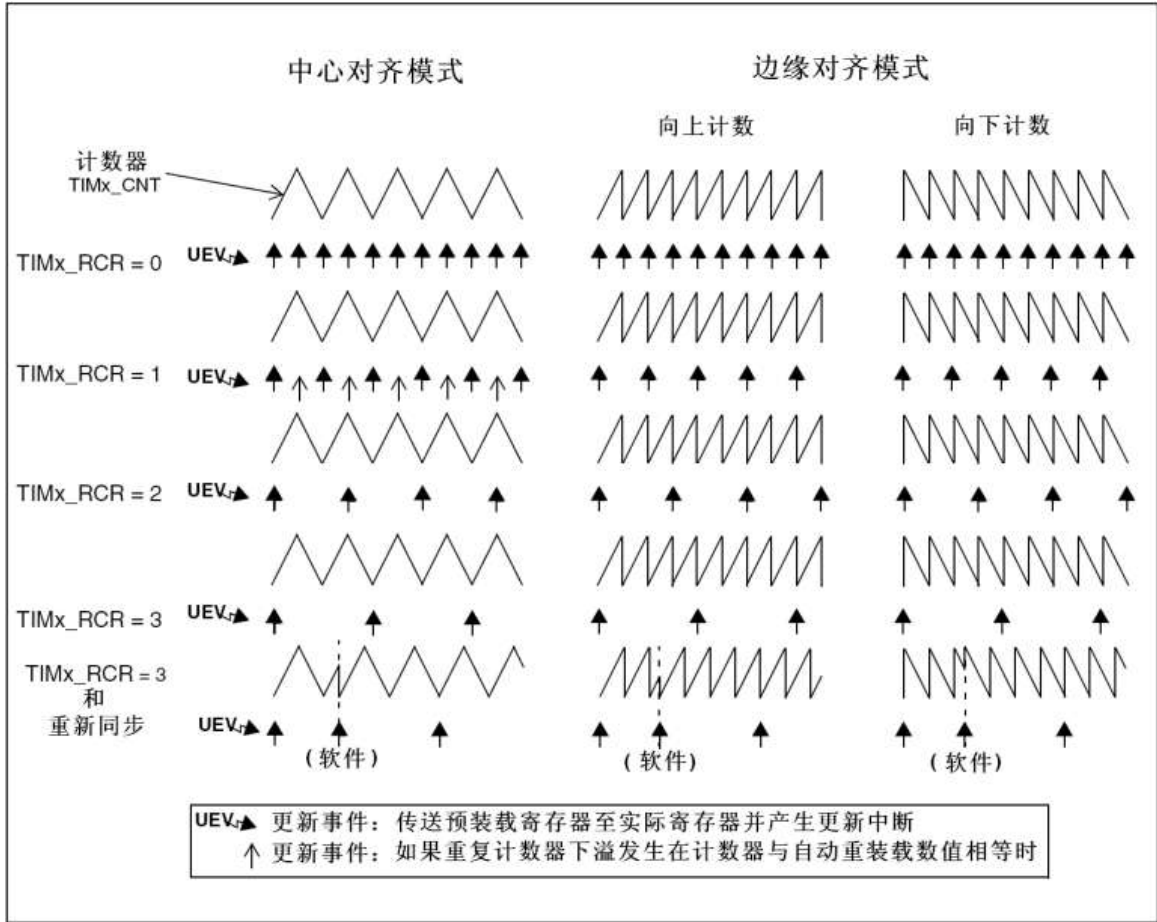 中心对齐模式
边缘对齐模式
向上计数
向下计数
计数器
TIMx_CNT
TIMx_RCR = 0
UEV
TIMx_RCR = 1
UEV
TIMx_RCR = 2
UEV
TIMx_RCR = 3
UEV
TIMx_RCR = 3
和
重新同步
UEV
(软件)
(软件)
(软件)
UEV 更新事件：传送预装载寄存器至实际寄存器并产生更新中断
更新事件：如果重复计数器下溢发生在计数器与自动重装载数值相等时